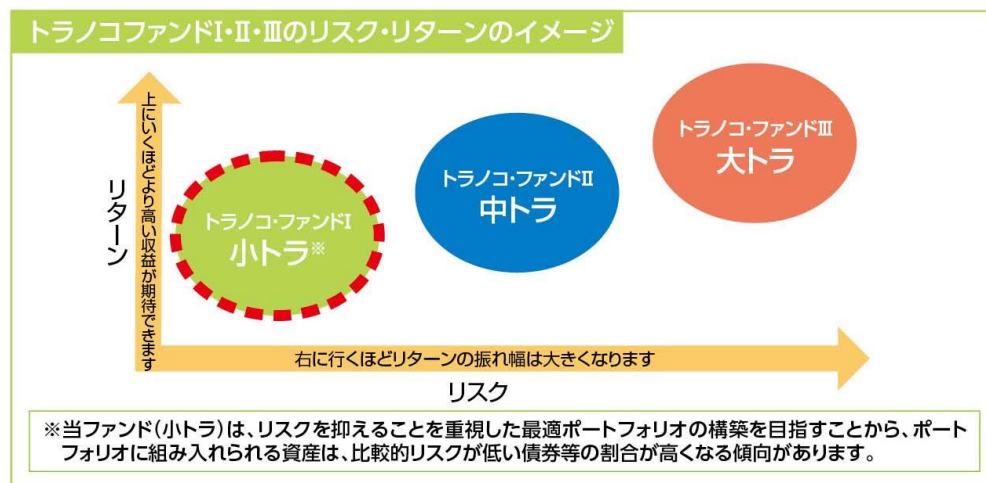 トラノコファンドI・II・IIIのリスク・リターンのイメージ
リターン
上にいくほどより高い収益が期待できます
トラノコ・ファンドI
小トラ※
トラノコ・ファンドII
中トラ
トラノコ・ファンドIII
大トラ
右に行くほどリターンの振れ幅は大きくなります
リスク
※当ファンド(小トラ)は、リスクを抑えることを重視した最適ポートフォリオの構築を目指すことから、ポート
フォリオに組み入れられる資産は、比較的リスクが低い債券等の割合が高くなる傾向があります。